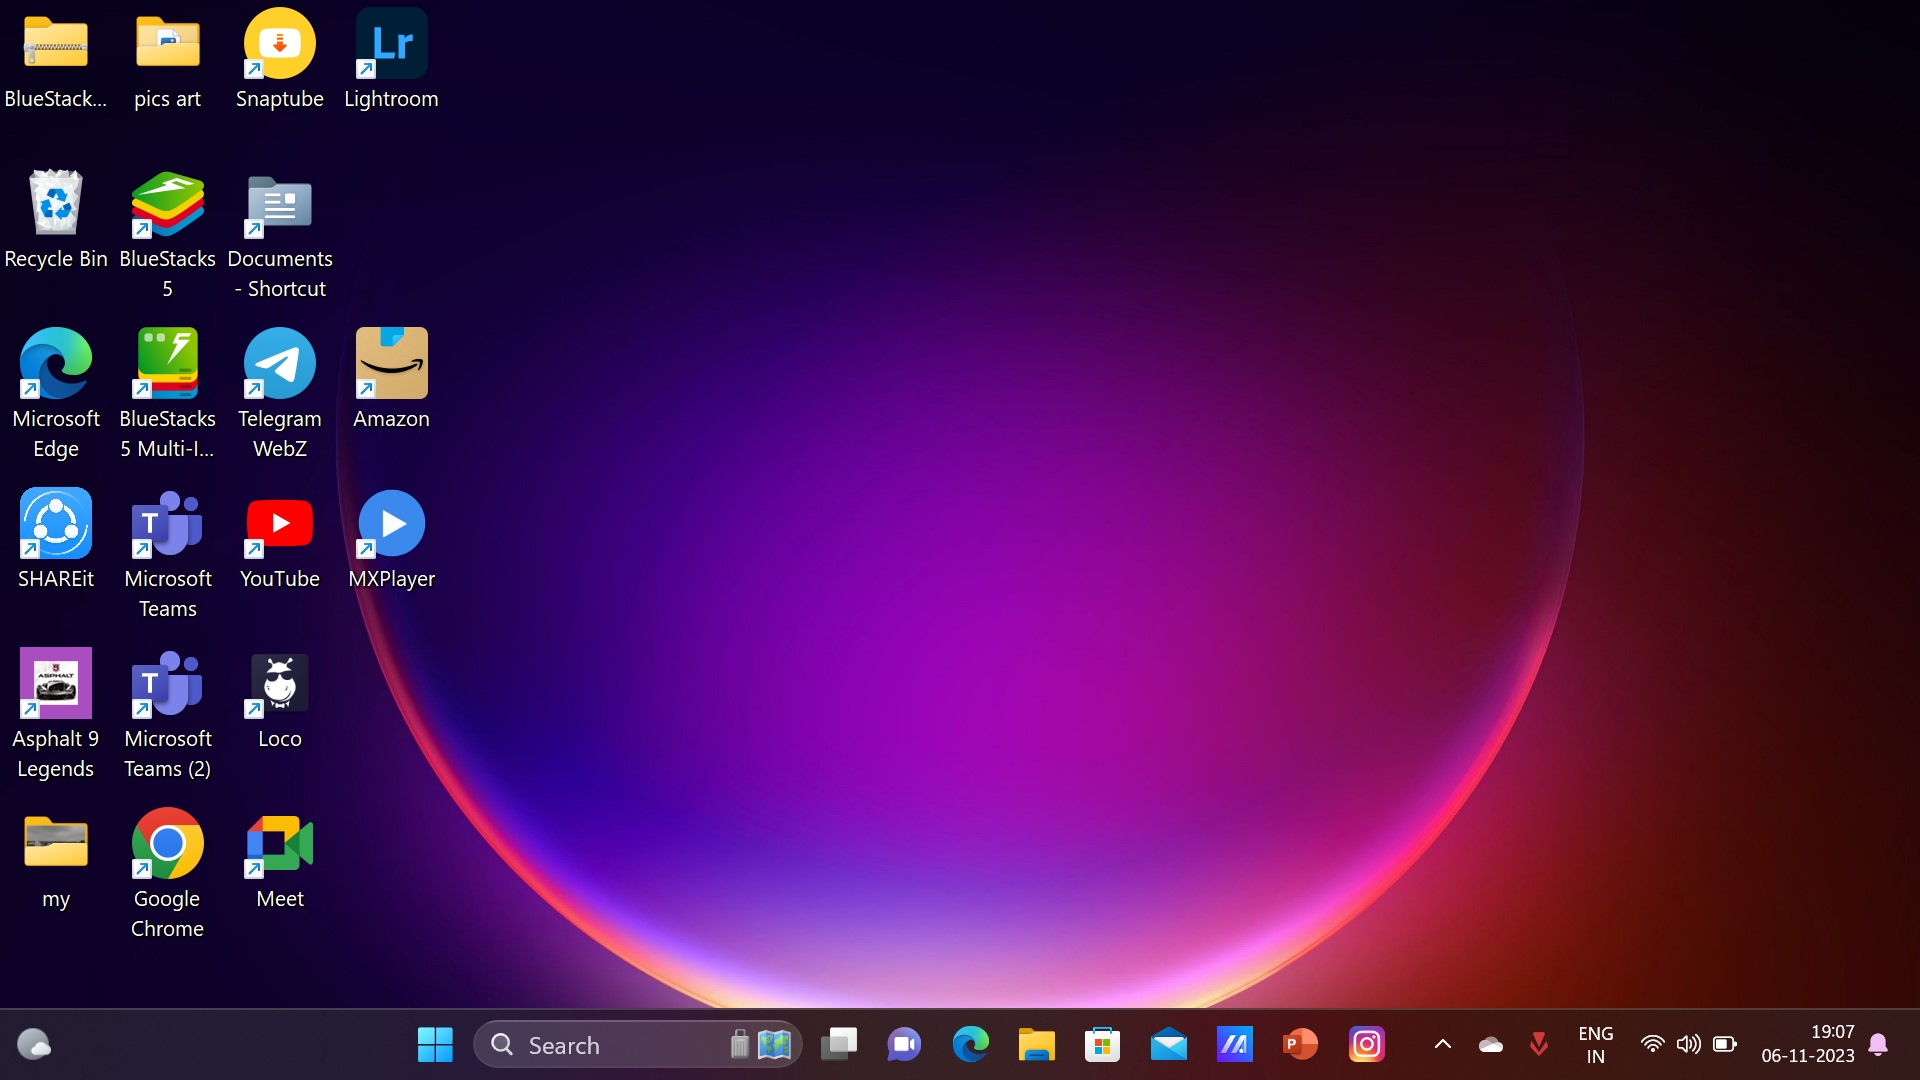 BlueStack...
pics art
Snaptube
Lr
Lightroom
Recycle Bin
BlueStacks
5
Documents
- Shortcut
Microsoft
Edge
BlueStacks
5 Multi-I...
Telegram
WebZ
Amazon
SHAREit
T
Microsoft
Teams
YouTube
MXPlayer
ASPHALT
Asphalt 9
Legends
T
Microsoft
Teams (2)
Loco
my
Google
Chrome
Meet
Search
P
ENG
IN
19:07
06-11-2023